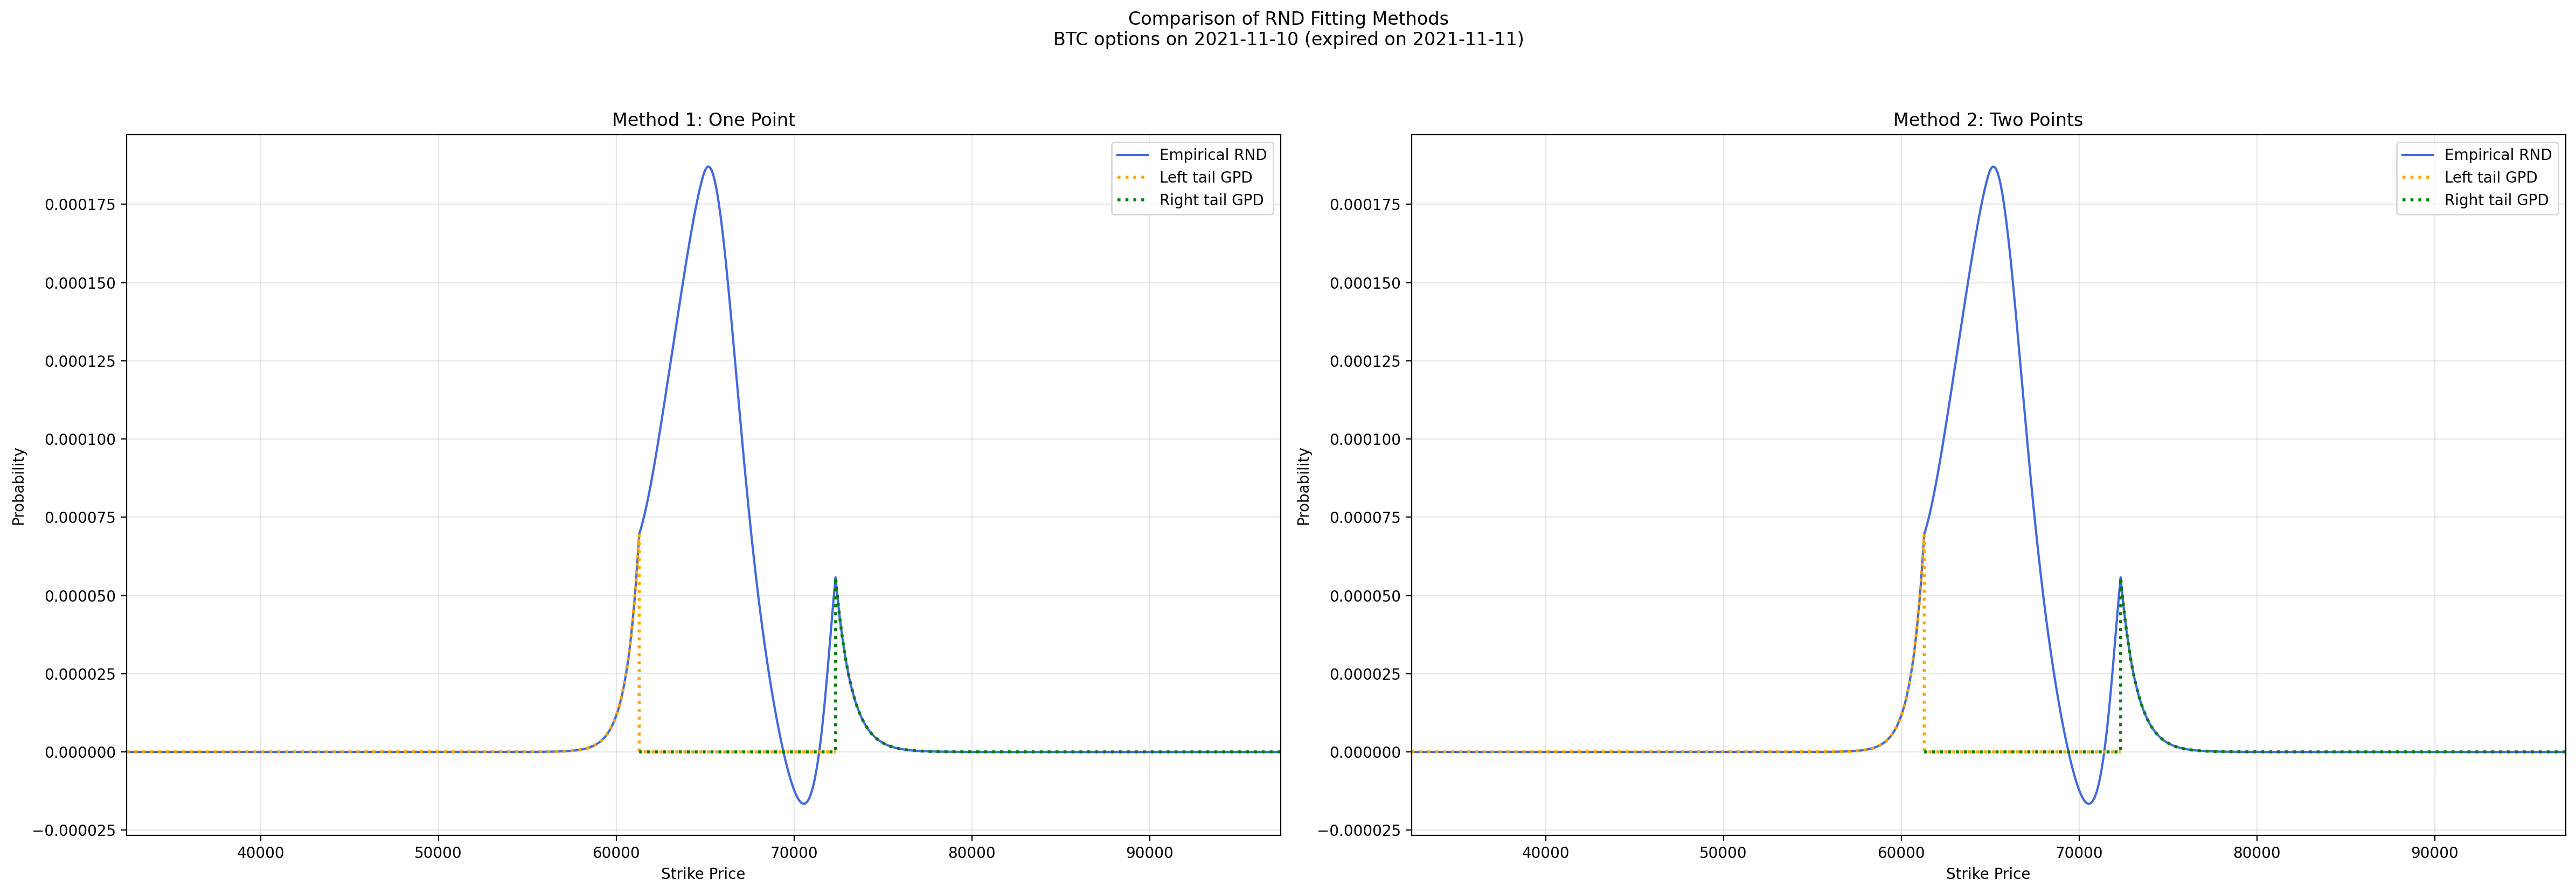 Comparison of RND Fitting Methods
BTC options on 2021-11-10 (expired on 2021-11-11)
Method 1: One Point
Empirical RND
Left tail GPD
Right tail GPD
0.000175
0.000150
0.000125
0.000100
0.000075
0.000050
0.000025
0.000000
−0.000025
Probability
40000
50000
60000
70000
80000
90000
Strike Price
Method 2: Two Points
Empirical RND
Left tail GPD
Right tail GPD
0.000175
0.000150
0.000125
0.000100
0.000075
0.000050
0.000025
0.000000
−0.000025
Probability
40000
50000
60000
70000
80000
90000
Strike Price